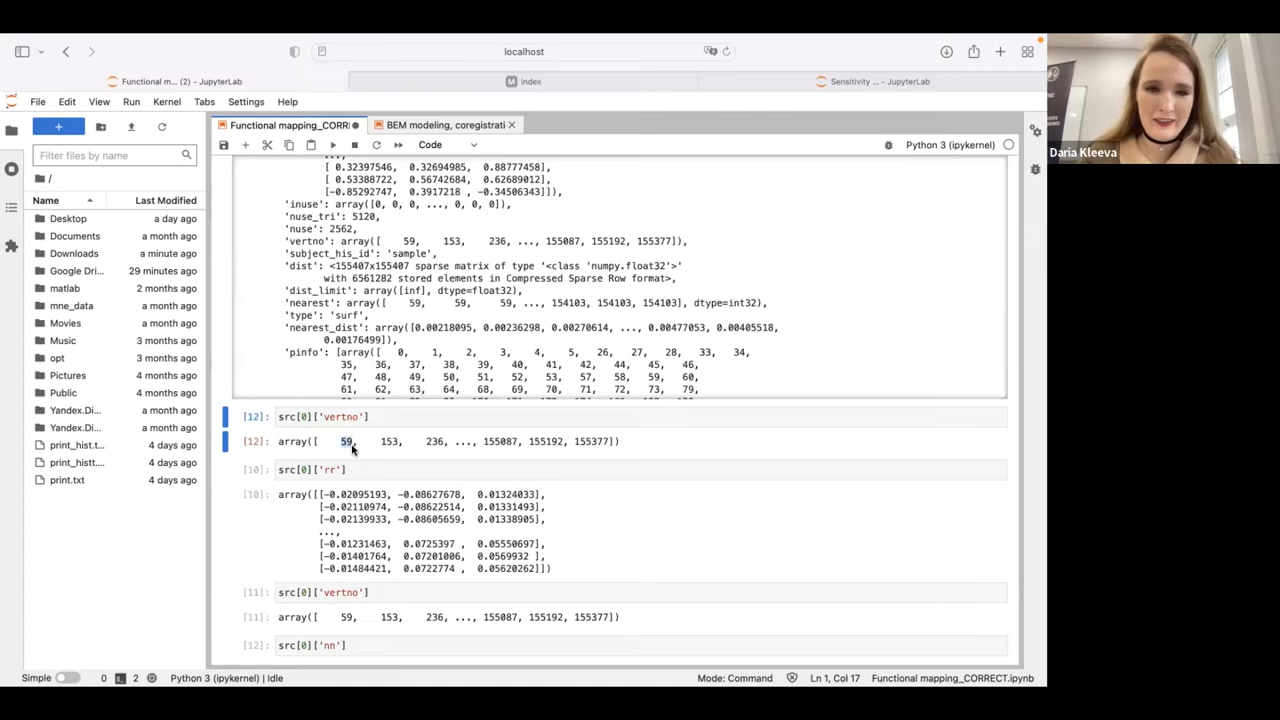 localhost
Functional m... (2) - JupyterLab
index
Sensitivity ... - JupyterLab
File Edit View Run Kernel Tabs Settings Help
Functional mapping_CORR
BEM modeling, coregistrati
Code
Python 3 (ipykernel)
Daria Kleeva
Filter files by name
/
Name Last Modified
Desktop a day ago
Documents a month ago
Downloads a minute ago
Google Dri... 29 minutes ago
matlab 2 months ago
mne_data a month ago
Movies a month ago
Music 3 months ago
opt a month ago
Pictures a month ago
Public 3 months ago
Yandex.Di... a month ago
Yandex.Di... a month ago
print_hist.t... 4 days ago
print_histt.... 4 days ago
print.txt 4 days ago
...,
[ 0.32397546, 0.32694985, 0.88777458],
[ 0.53388722, 0.56742684, 0.62689012],
[-0.85292747, 0.3917218 , -0.34506343]]),
'inuse': array([0, 0, 0, ..., 0, 0, 0]),
'nuse_tri': 5120,
'nuse': 2562,
'vertno': array([ 59, 153, 236, ..., 155087, 155192, 155377]),
'subject_his_id': 'sample',
'dist': <155407x155407 sparse matrix of type '<class 'numpy.float32'>'
with 6561282 stored elements in Compressed Sparse Row format>,
'dist_limit': array([inf], dtype=float32),
'nearest': array([ 59, 59, 59, ..., 154103, 154103, 154103], dtype=int32),
'type': 'surf',
'nearest_dist': array([0.00218095, 0.00236298, 0.00270614, ..., 0.00477053, 0.00405518,
0.00176499]),
'pinfo': [array([ 0, 1, 2, 3, 4, 5, 26, 27, 28, 33, 34,
35, 36, 37, 38, 39, 40, 41, 42, 44, 45, 46,
47, 48, 49, 50, 51, 52, 53, 57, 58, 59, 60,
61, 62, 63, 64, 68, 69, 70, 71, 72, 73, 79,
[12]: src[0]['vertno']
[12]: array([ 59, 153, 236, ..., 155087, 155192, 155377])
[10]: src[0]['rr']
[10]: array([[-0.02095193, -0.08627678, 0.01324033],
[-0.02110974, -0.08622514, 0.01331493],
[-0.02139933, -0.08605659, 0.01338905],
...,
[-0.01231463, 0.0725397 , 0.05550697],
[-0.01401764, 0.07201006, 0.0569932 ],
[-0.01484421, 0.0722774 , 0.05620262]])
[11]: src[0]['vertno']
[11]: array([ 59, 153, 236, ..., 155087, 155192, 155377])
[12]: src[0]['nn']
Simple 0 2 Python 3 (ipykernel) | Idle
Mode: Command Ln 1, Col 17 Functional mapping_CORRECT.ipynb